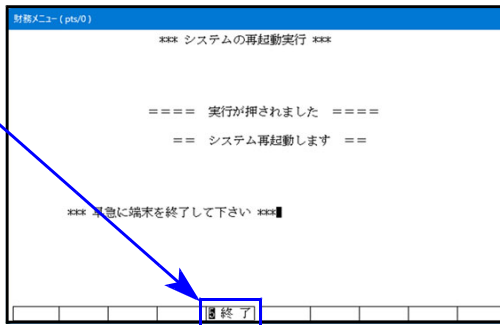 財務メニュー ( pts/0 )
*** システムの再起動実行 ***
==== 実行が押されました ====
== システム再起動します ==
*** 早急に端末を終了して下さい ***
5終 了